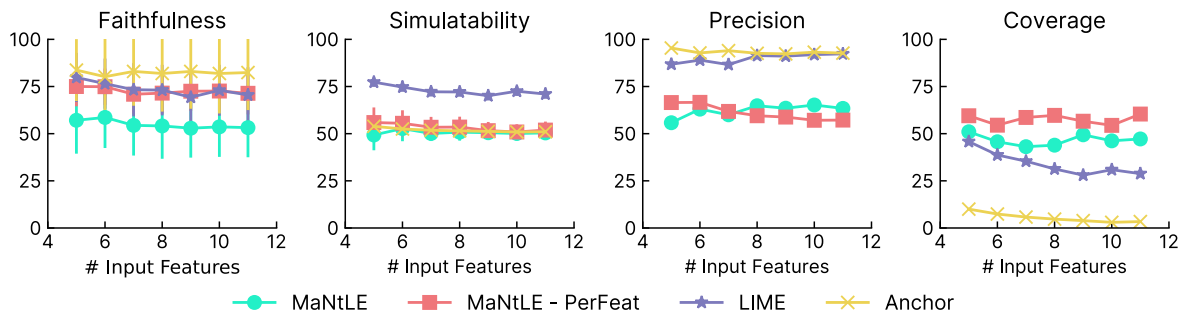 Faithfulness Simulatability Precision Coverage
100 100 100 100
75 75 75 75
50 50 50 50
25 25 25 25
0 0 0 0
4 6 8 10 12 4 6 8 10 12 4 6 8 10 12 4 6 8 10 12
# Input Features # Input Features # Input Features # Input Features
MaNtLE MaNtLE - PerFeat LIME Anchor